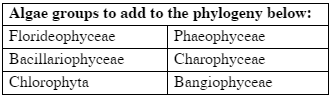 Algae groups to add to the phylogeny below:
Florideophyceae Phaeophyceae
Bacillariophyceae Charophyceae
Chlorophyta Bangiophyceae